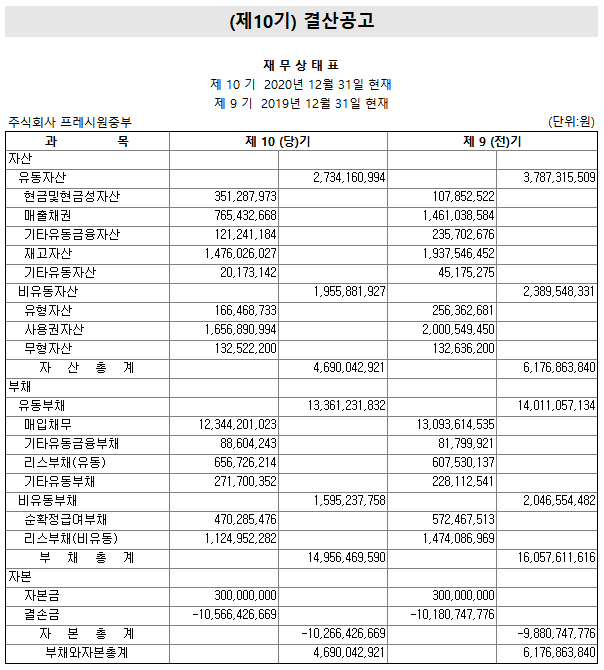 (제10기) 결산공고
재 무 상 태 표
제 10 기 2020년 12월 31일 현재
제 9 기 2019년 12월 31일 현재
주식회사 프레시원중부 (단위:원)
과 목 제 10 (당)기 제 9 (전)기
자산
유동자산 2,734,160,994 3,787,315,509
현금및현금성자산 351,287,973 107,852,522
매출채권 765,432,668 1,461,038,584
기타유동금융자산 121,241,184 235,702,676
재고자산 1,476,026,027 1,937,546,452
기타유동자산 20,173,142 45,175,275
비유동자산 1,955,881,927 2,389,548,331
유형자산 166,468,733 256,362,681
사용권자산 1,656,890,994 2,000,549,450
무형자산 132,522,200 132,636,200
자 산 총 계 4,690,042,921 6,176,863,840
부채
유동부채 13,361,231,832 14,011,057,134
매입채무 12,344,201,023 13,093,614,535
기타유동금융부채 88,604,243 81,799,921
리스부채(유동) 656,726,214 607,530,137
기타유동부채 271,700,352 228,112,541
비유동부채 1,595,237,758 2,046,554,482
순확정급여부채 470,285,476 572,467,513
리스부채(비유동) 1,124,952,282 1,474,086,969
부 채 총 계 14,956,469,590 16,057,611,616
자본
자본금 300,000,000 300,000,000
결손금 -10,566,426,669 -10,180,747,776
자 본 총 계 -10,266,426,669 -9,880,747,776
부채와자본총계 4,690,042,921 6,176,863,840